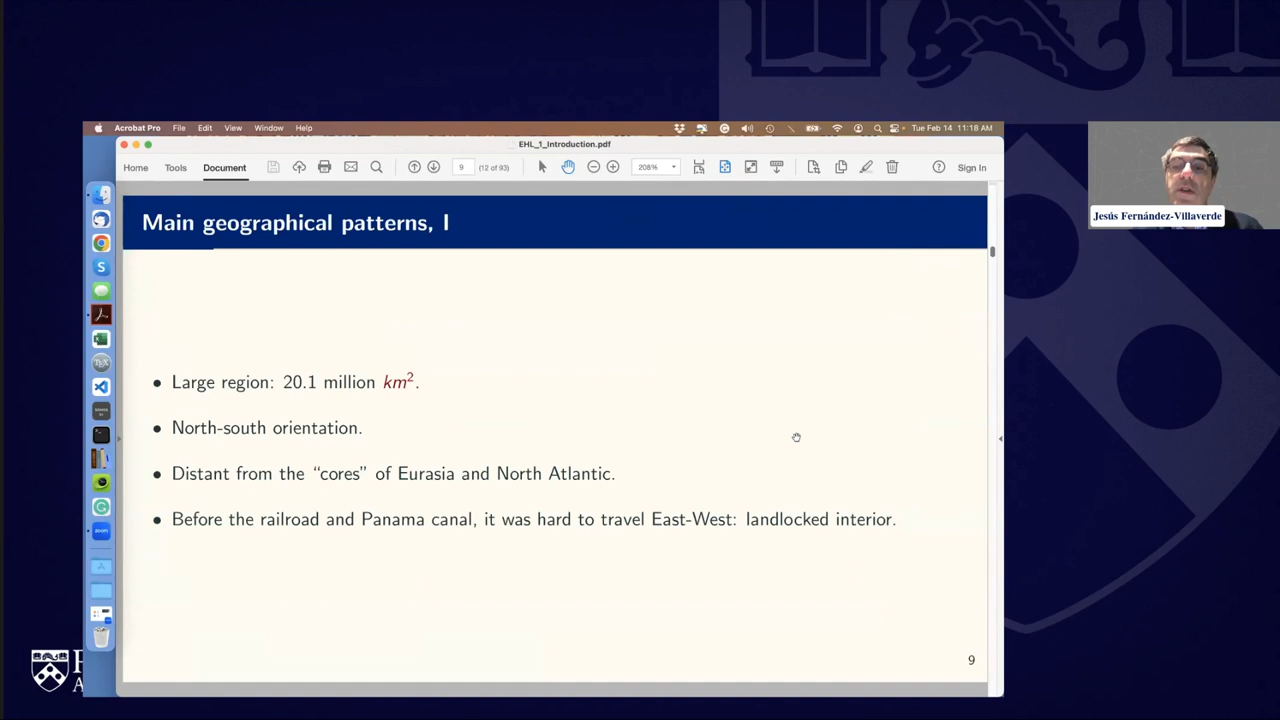 Acrobat Pro File Edit View Window Help Tue Feb 14 11:18 AM
EHL_1_Introduction.pdf
Home Tools Document 9 (12 of 93) 208% Sign In
Main geographical patterns, I
• Large region: 20.1 million km².
• North-south orientation.
• Distant from the “cores” of Eurasia and North Atlantic.
• Before the railroad and Panama canal, it was hard to travel East-West: landlocked interior.
9
Jesús Fernández-Villaverde